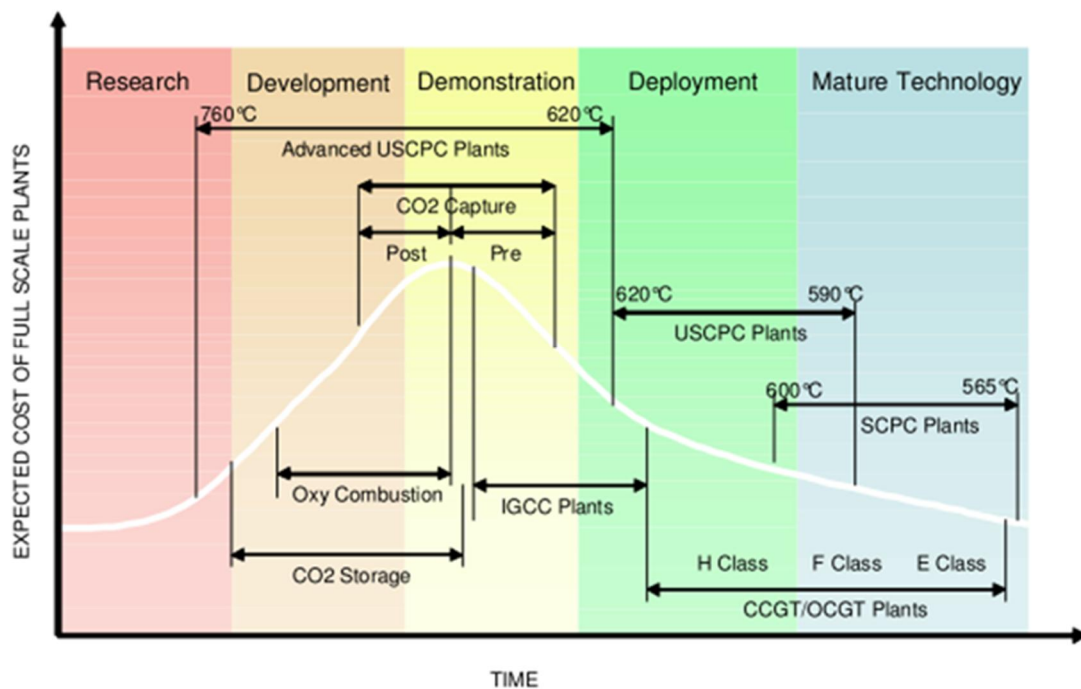 EXPECTED COST OF FULL SCALE PLANTS
Research
Development
Demonstration
Deployment
Mature Technology
760°C
620°C
Advanced USCPC Plants
CO2 Capture
Post
Pre
620°C
590°C
USCPC Plants
600°C
565°C
SCPC Plants
Oxy Combustion
IGCC Plants
CO2 Storage
H Class
F Class
E Class
CCGT/OCGT Plants
TIME